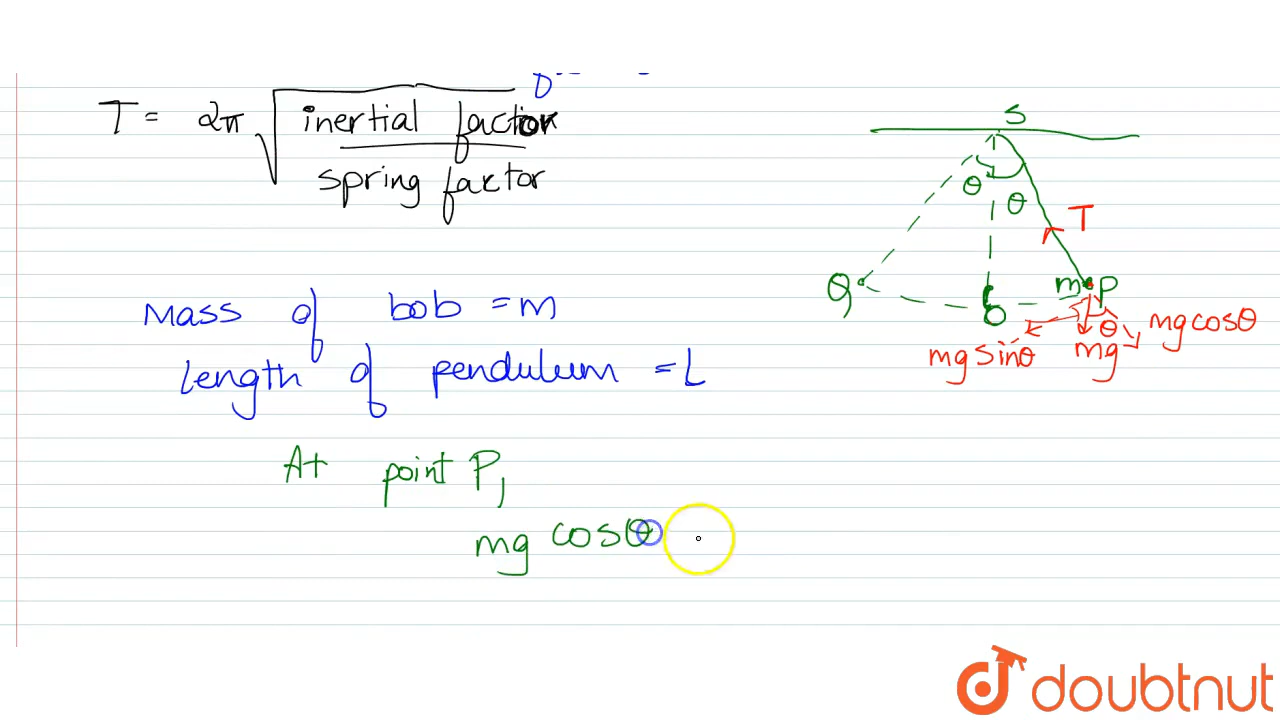 T = 2π √ inertial factor
spring factor
Mass of bob = m
length of pendulum = L
At point P,
mg cosθ
S
θ
θ
T
Q
O
m
P
θ
mg sinθ
mg
mg cosθ
doubtnut